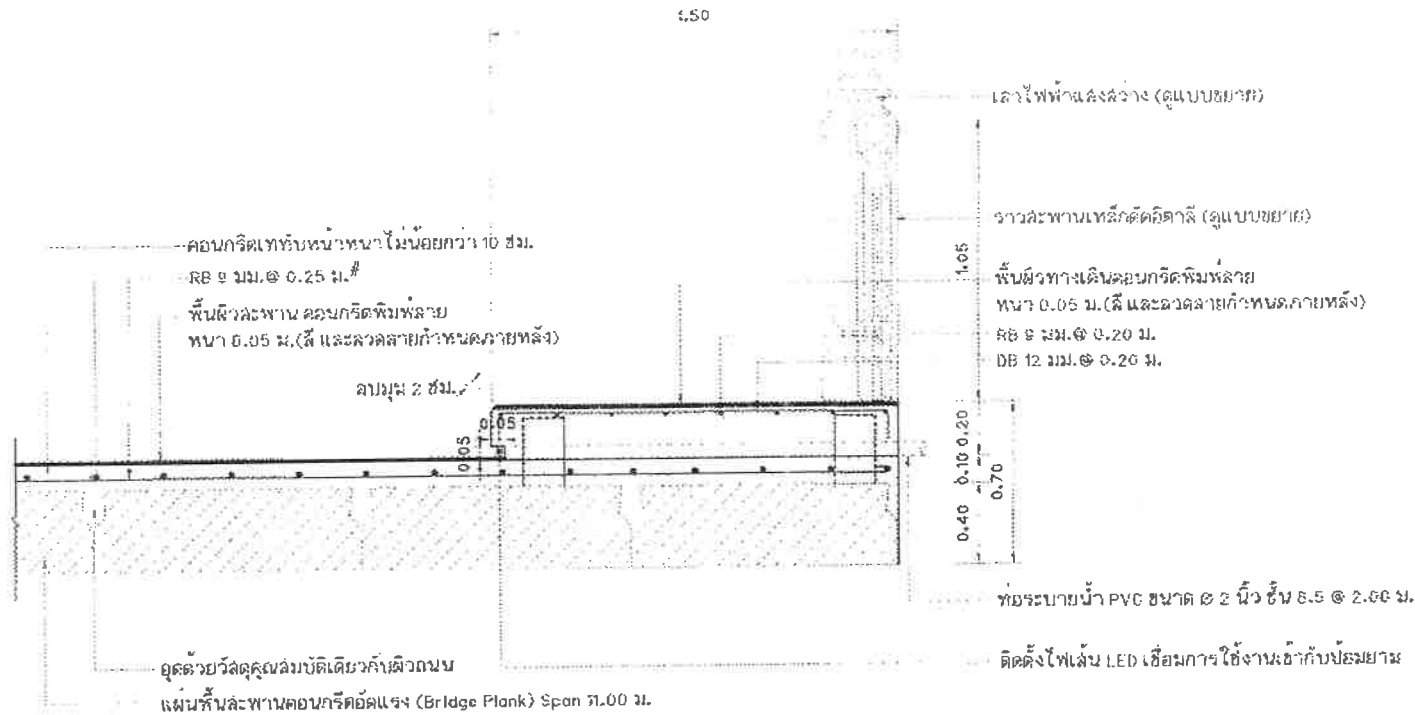 1.50
เสาไฟฟ้าแสงสว่าง (ดูแบบขยาย)
ราวสะพานเหล็กดัดอิตาลี (ดูแบบขยาย)
1.05
คอนกรีตเททับหน้าหนาไม่น้อยกว่า 10 ซม.
RB 9 มม.@ 0.25 ม.#
พื้นผิวสะพาน คอนกรีตพิมพ์ลาย
หนา 0.05 ม.(สี และลวดลายกำหนดภายหลัง)
พื้นผิวทางเดินคอนกรีตพิมพ์ลาย
หนา 0.05 ม.(สี และลวดลายกำหนดภายหลัง)
RB 9 มม.@ 0.20 ม.
DB 12 มม.@ 0.20 ม.
ลบมุม 2 ซม.
0.05
0.05
0.20
0.10
0.40
0.70
ท่อระบายน้ำ PVC ขนาด Ø 2 นิ้ว ชั้น 8.5 @ 2.00 ม.
อุดด้วยวัสดุคุณสมบัติเดียวกับผิวถนน
ติดตั้งไฟเส้น LED เชื่อมการใช้งานเข้ากับป้อมยาม
แผ่นพื้นสะพานคอนกรีตอัดแรง (Bridge Plank) Span 11.00 ม.